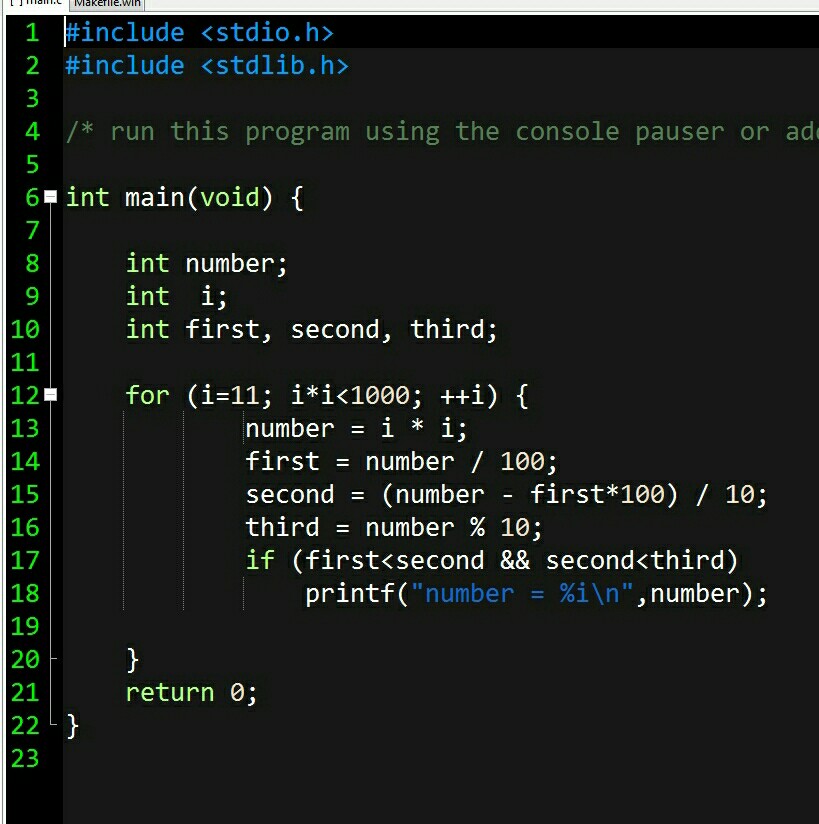 [ ] main.c Makefile.win
1 #include <stdio.h>
2 #include <stdlib.h>
3
4 /* run this program using the console pauser or
5
6 int main(void) {
7
8 int number;
9 int  i;
10 int first, second, third;
11
12 for (i=11; i*i<1000; ++i) {
13 number = i * i;
14 first = number / 100;
15 second = (number - first*100) / 10;
16 third = number % 10;
17 if (first<second && second<third)
18 printf("number = %i\n",number);
19
20 }
21 return 0;
22 }
23